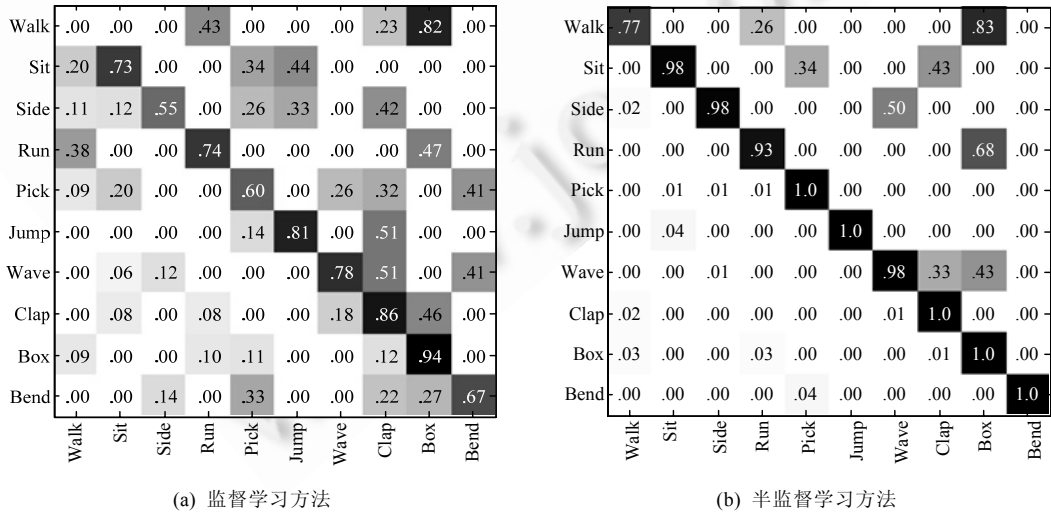 Walk .00 .00 .00 .43 .00 .00 .00 .23 .82 .00
Sit .20 .73 .00 .00 .34 .44 .00 .00 .00 .00
Side .11 .12 .55 .00 .26 .33 .00 .42 .00 .00
Run .38 .00 .00 .74 .00 .00 .00 .00 .47 .00
Pick .09 .20 .00 .00 .60 .00 .26 .32 .00 .41
Jump .00 .00 .00 .00 .14 .81 .00 .51 .00 .00
Wave .00 .06 .12 .00 .00 .00 .78 .51 .00 .41
Clap .00 .08 .00 .08 .00 .00 .18 .86 .46 .00
Box .09 .00 .00 .10 .11 .00 .00 .12 .94 .00
Bend .00 .00 .14 .00 .33 .00 .00 .22 .27 .67
Walk Sit Side Run Pick Jump Wave Clap Box Bend
(a) 监督学习方法
Walk .77 .00 .00 .26 .00 .00 .00 .00 .83 .00
Sit .00 .98 .00 .00 .34 .00 .00 .43 .00 .00
Side .02 .00 .98 .00 .00 .00 .50 .00 .00 .00
Run .00 .00 .00 .93 .00 .00 .00 .00 .68 .00
Pick .00 .01 .01 .01 1.0 .00 .00 .00 .00 .00
Jump .00 .04 .00 .00 .00 1.0 .00 .00 .00 .00
Wave .00 .00 .01 .00 .00 .00 .98 .33 .43 .00
Clap .02 .00 .00 .00 .00 .00 .01 1.0 .00 .00
Box .03 .00 .00 .03 .00 .00 .00 .01 1.0 .00
Bend .00 .00 .00 .00 .04 .00 .00 .00 .00 1.0
Walk Sit Side Run Pick Jump Wave Clap Box Bend
(b) 半监督学习方法